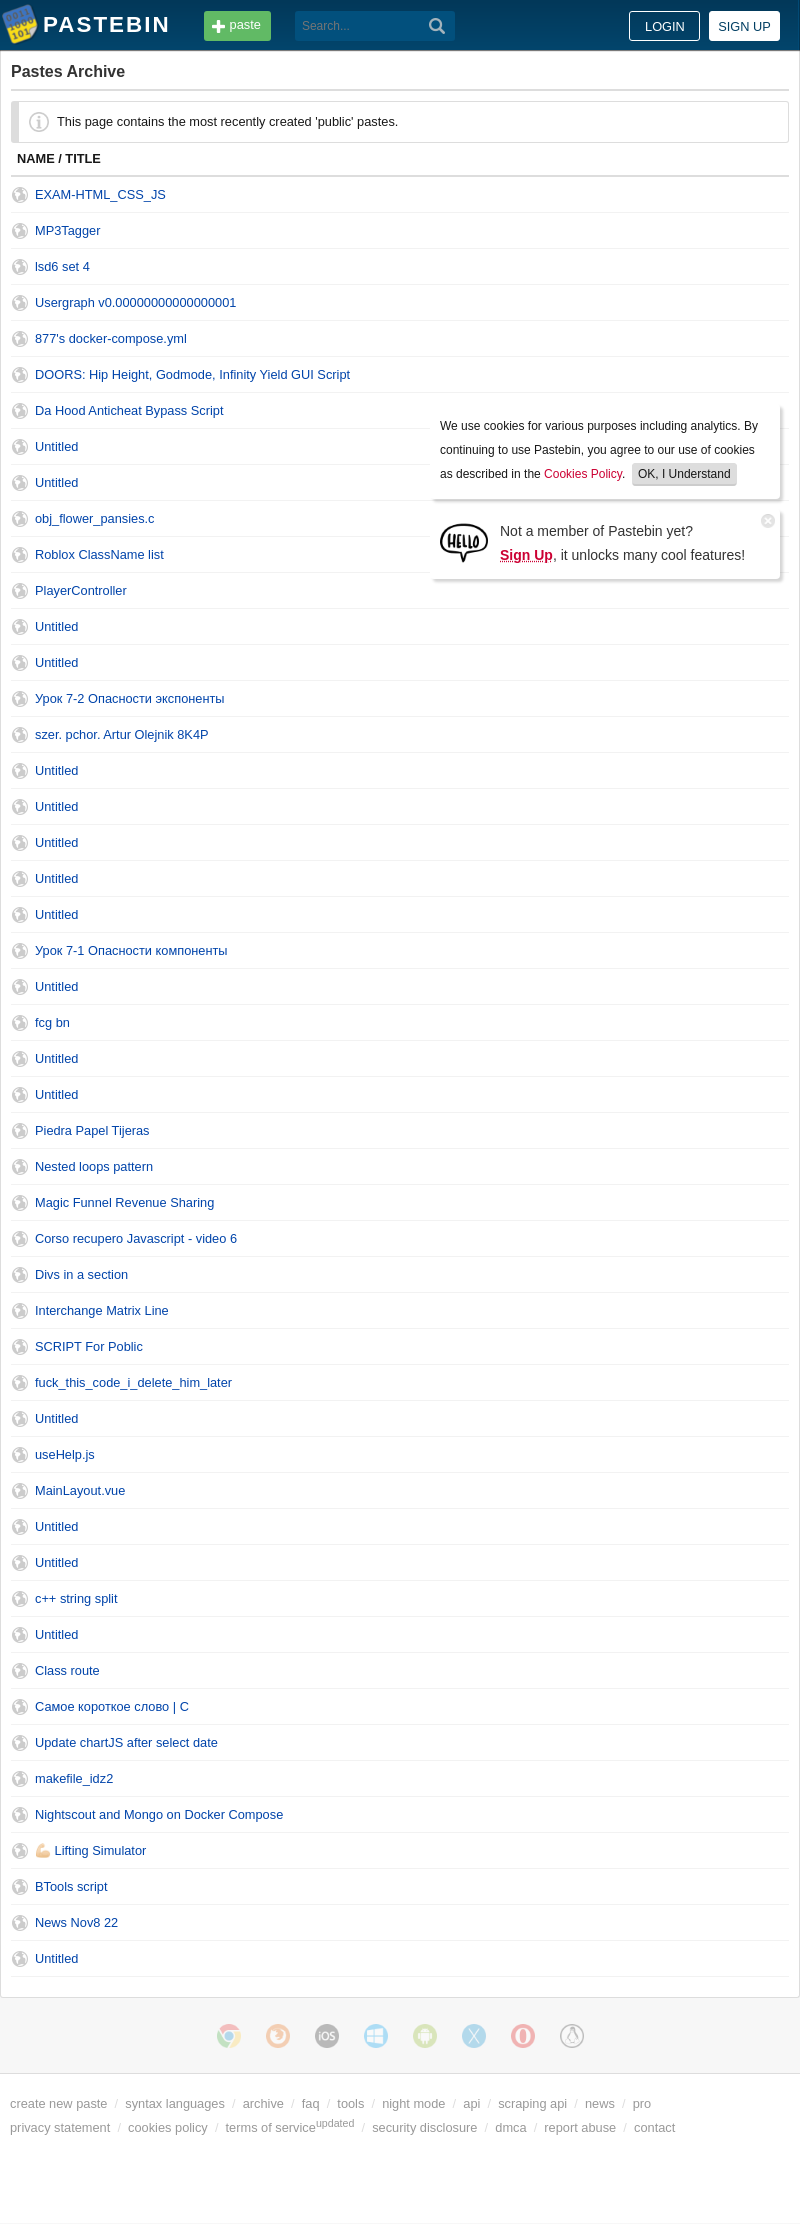 PASTEBIN
paste
Search...
LOGIN
SIGN UP
Pastes Archive
This page contains the most recently created 'public' pastes.
NAME / TITLE
EXAM-HTML_CSS_JS
MP3Tagger
lsd6 set 4
Usergraph v0.00000000000000001
877's docker-compose.yml
DOORS: Hip Height, Godmode, Infinity Yield GUI Script
Da Hood Anticheat Bypass Script
Untitled
Untitled
obj_flower_pansies.c
Roblox ClassName list
We use cookies for various purposes including analytics. By
continuing to use Pastebin, you agree to our use of cookies
as described in the Cookies Policy. OK, I Understand
HELLO
Not a member of Pastebin yet?
Sign Up, it unlocks many cool features!
PlayerController
Untitled
Untitled
Урок 7-2 Опасности экспоненты
szer. pchor. Artur Olejnik 8K4P
Untitled
Untitled
Untitled
Untitled
Untitled
Урок 7-1 Опасности компоненты
Untitled
fcg bn
Untitled
Untitled
Piedra Papel Tijeras
Nested loops pattern
Magic Funnel Revenue Sharing
Corso recupero Javascript - video 6
Divs in a section
Interchange Matrix Line
SCRIPT For Poblic
fuck_this_code_i_delete_him_later
Untitled
useHelp.js
MainLayout.vue
Untitled
Untitled
c++ string split
Untitled
Class route
Самое короткое слово | C
Update chartJS after select date
makefile_idz2
Nightscout and Mongo on Docker Compose
💪🏻 Lifting Simulator
BTools script
News Nov8 22
Untitled
iOS
create new paste / syntax languages / archive / faq / tools / night mode / api / scraping api / news / pro
privacy statement / cookies policy / terms of service updated / security disclosure / dmca / report abuse / contact